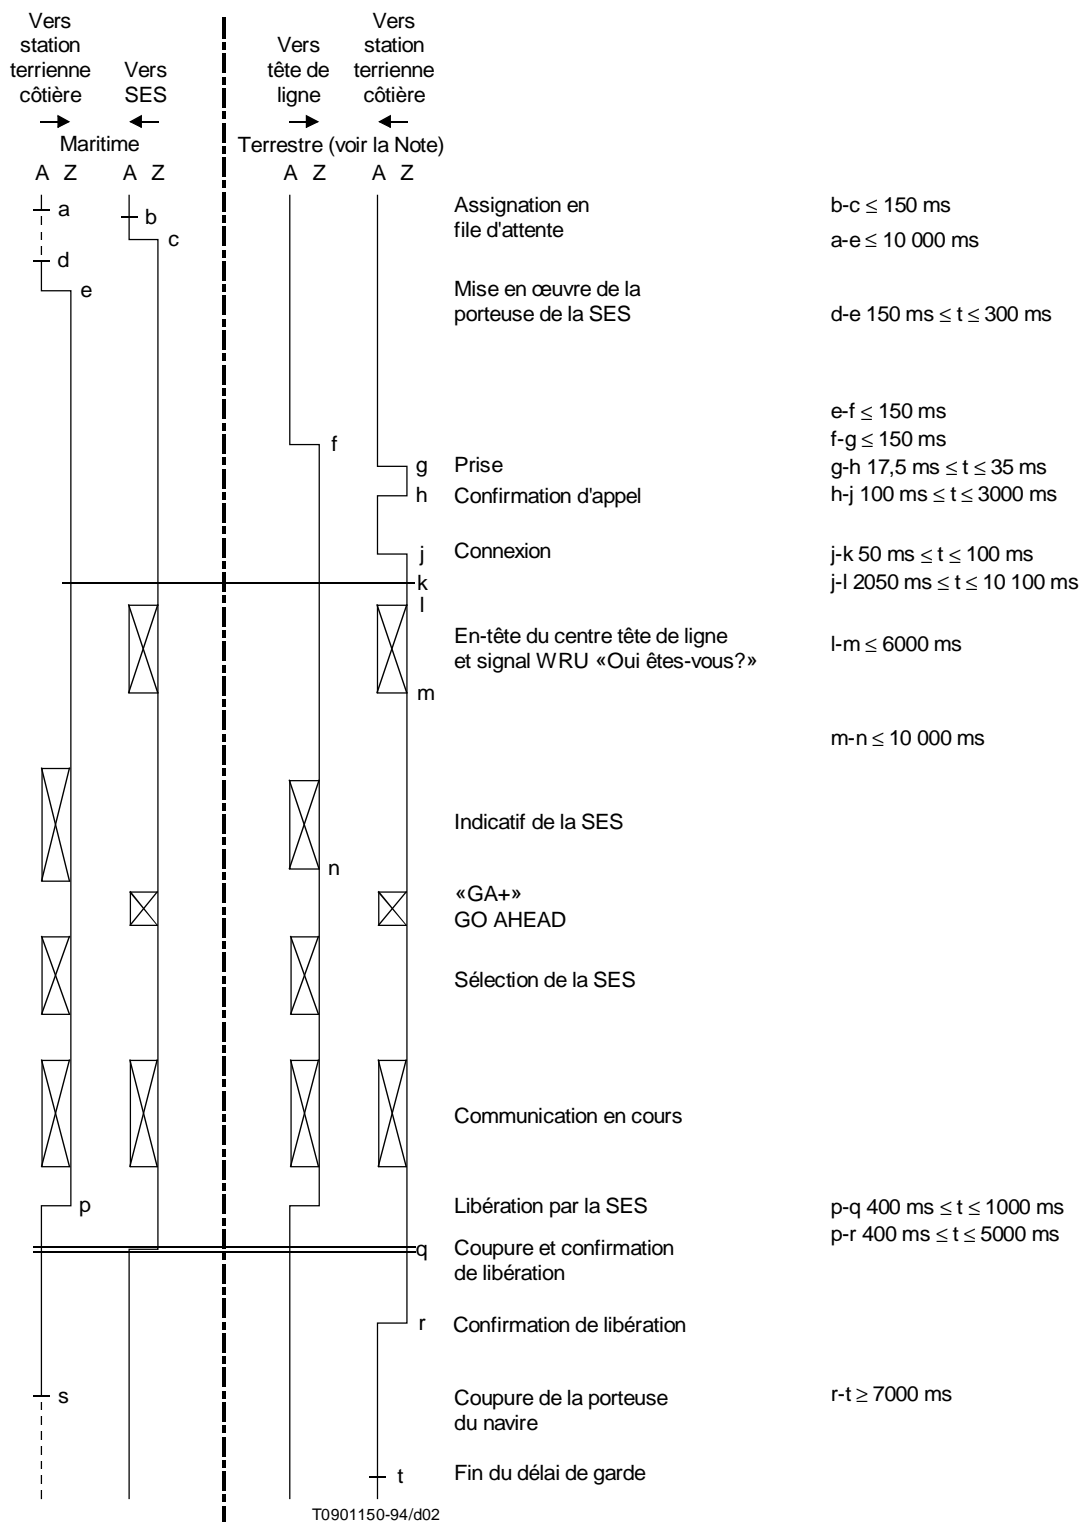 Vers
station
terrienne
côtière
Vers
SES
Vers
tête de
ligne
Vers
station
terrienne
côtière
Maritime
Terrestre (voir la Note)
A Z A Z A Z A Z
a
b
c
d
e
Assignation en
file d'attente
b-c ≤ 150 ms
a-e ≤ 10 000 ms
Mise en œuvre de la
porteuse de la SES
d-e 150 ms ≤ t ≤ 300 ms
e-f ≤ 150 ms
f
f-g ≤ 150 ms
g Prise
g-h 17,5 ms ≤ t ≤ 35 ms
h Confirmation d'appel
h-j 100 ms ≤ t ≤ 3000 ms
j Connexion
j-k 50 ms ≤ t ≤ 100 ms
k
j-l 2050 ms ≤ t ≤ 10 100 ms
l
En-tête du centre tête de ligne
et signal WRU «Oui êtes-vous?»
l-m ≤ 6000 ms
m
m-n ≤ 10 000 ms
Indicatif de la SES
n
«GA+»
GO AHEAD
Sélection de la SES
Communication en cours
p
Libération par la SES
p-q 400 ms ≤ t ≤ 1000 ms
p-r 400 ms ≤ t ≤ 5000 ms
q Coupure et confirmation
de libération
r Confirmation de libération
s
Coupure de la porteuse
du navire
r-t ≥ 7000 ms
t Fin du délai de garde
T0901150-94/d02